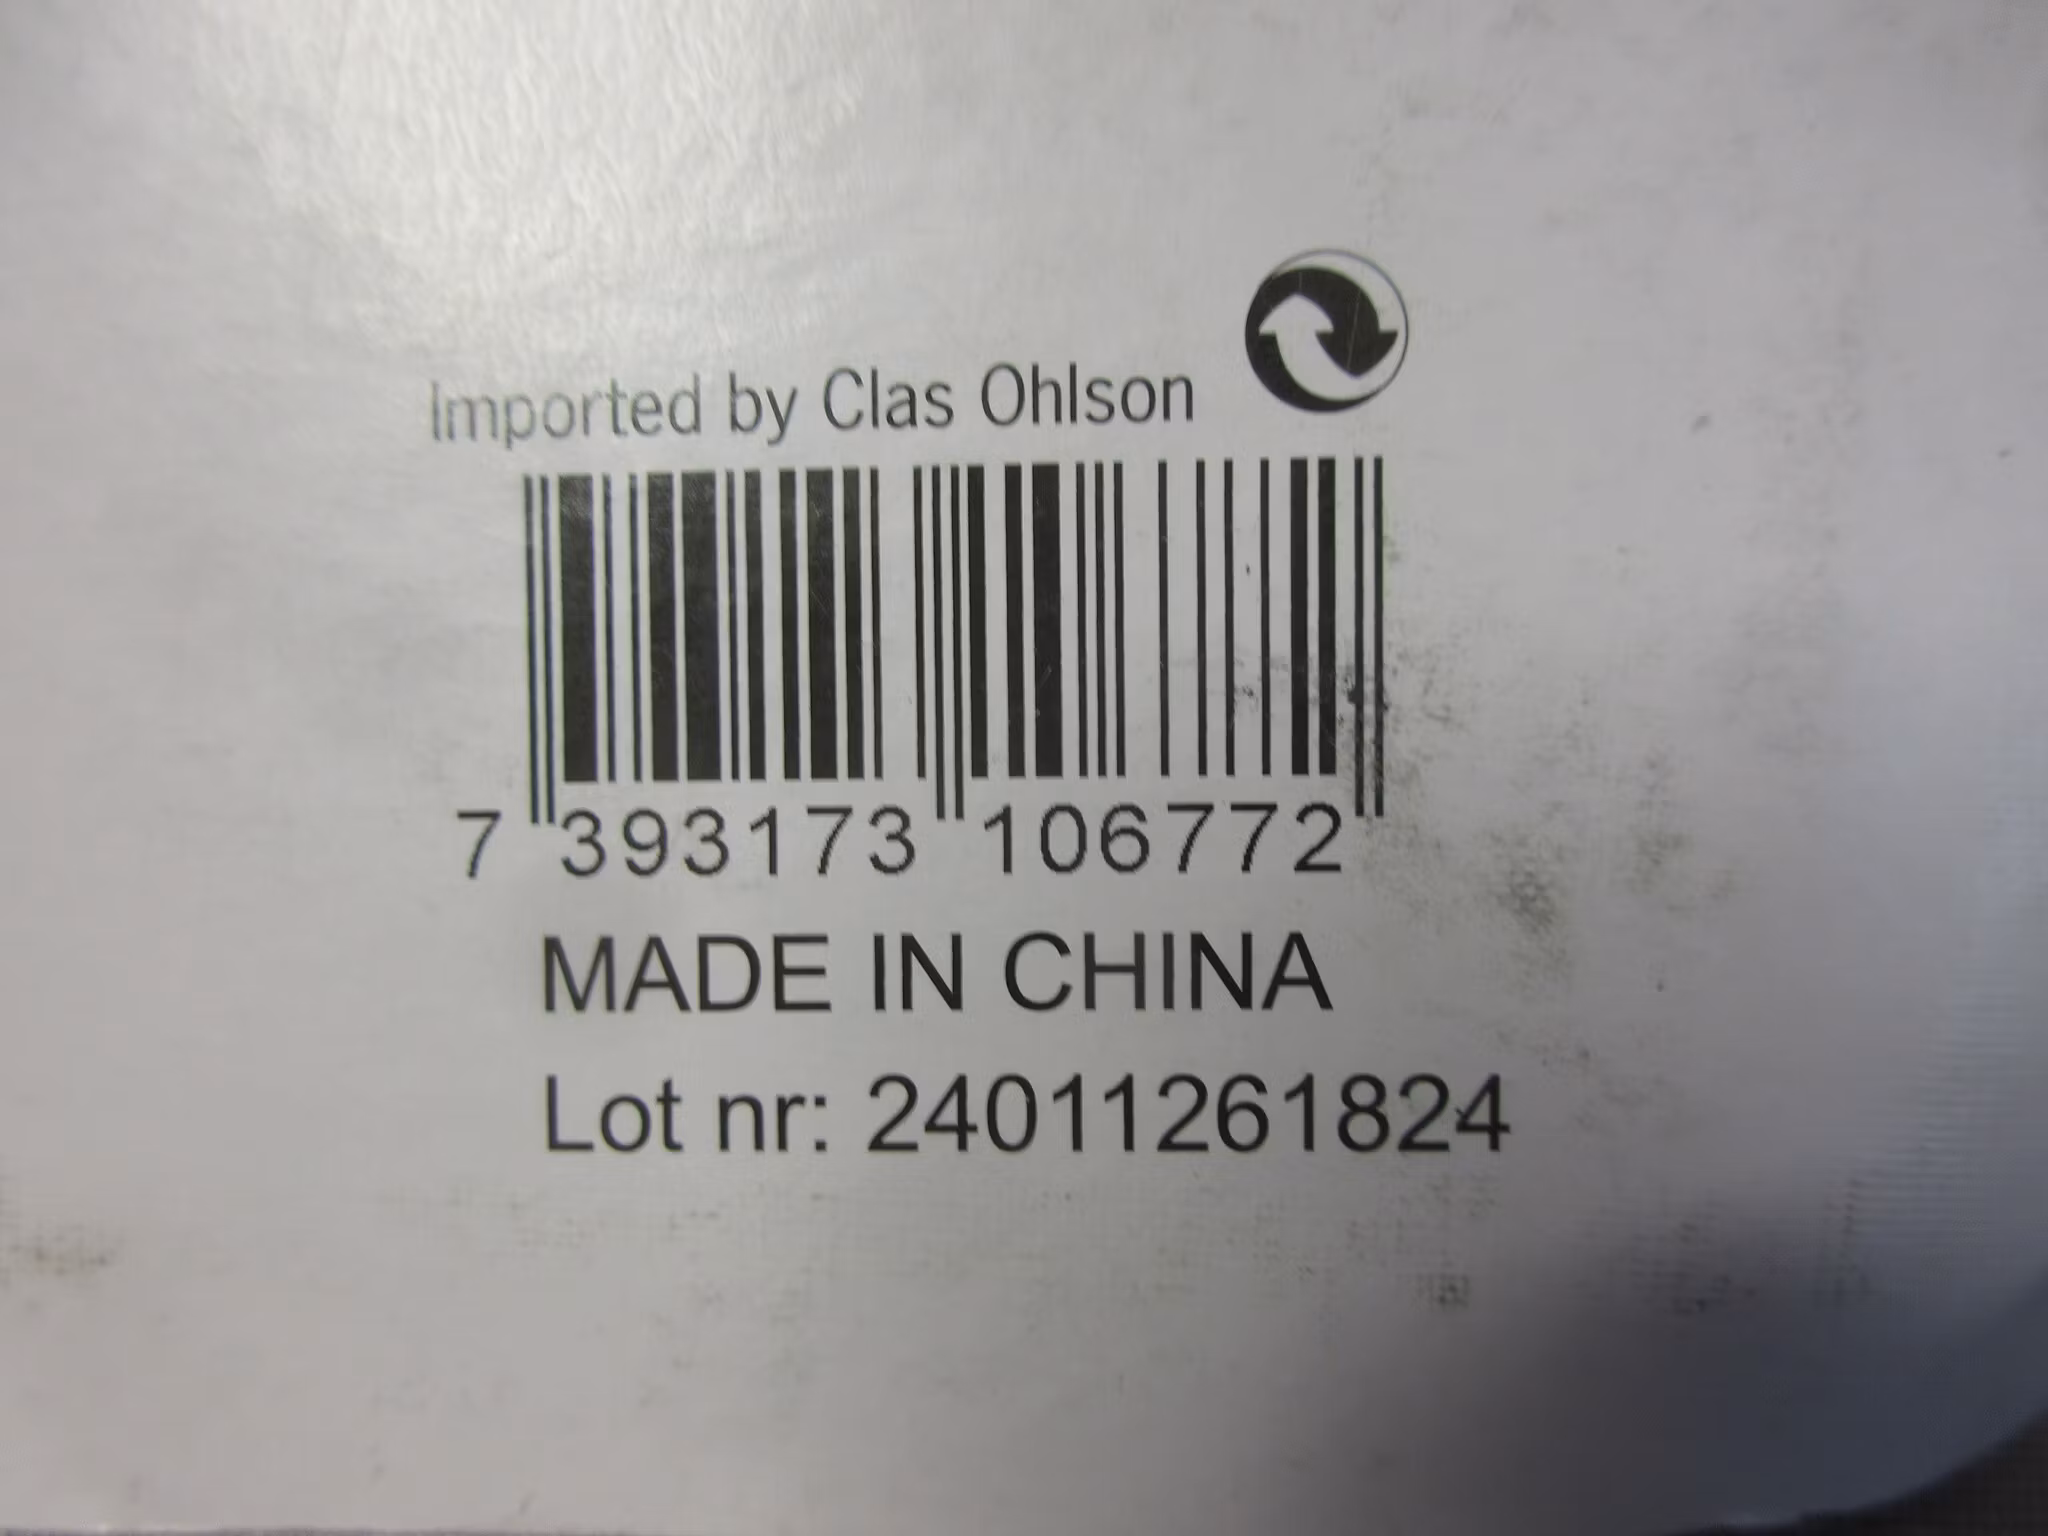 Imported by Clas Ohlson
7 393173 106772
MADE IN CHINA
Lot nr: 24011261824